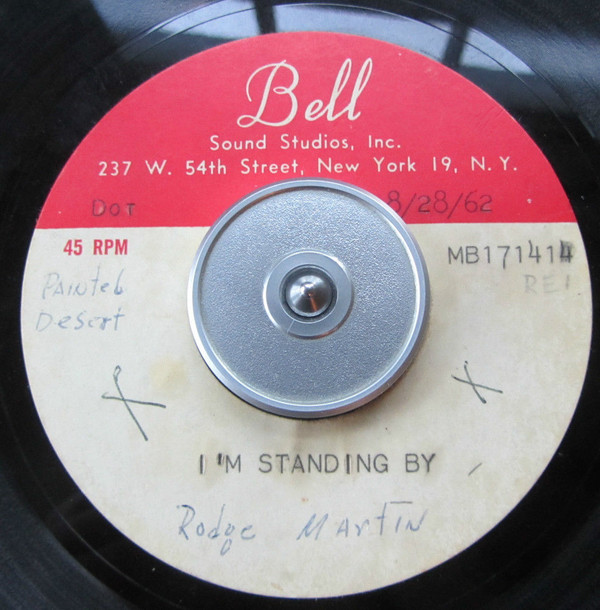 Bell
Sound Studios, Inc.
237 W. 54th Street, New York 19, N.Y.
DOT 8/28/62
45 RPM MB171414
REI
Painted
Desert
I'M STANDING BY
Rodge Martin